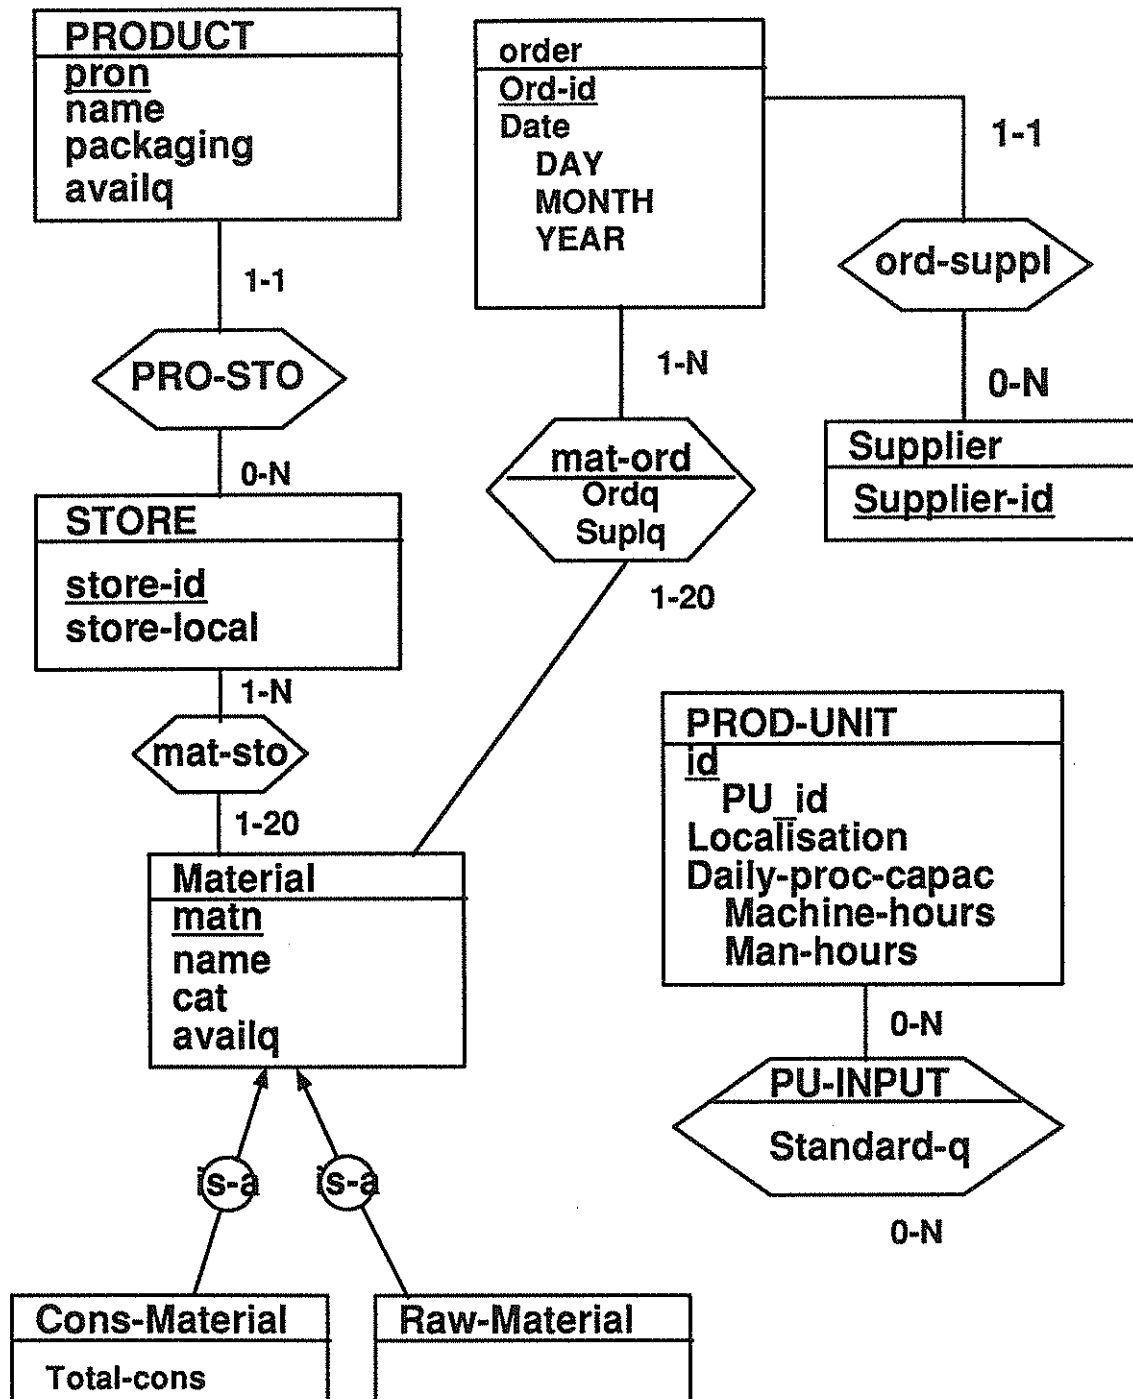 PRODUCT
pron
name
packaging
availq
1-1
PRO-STO
0-N
STORE
store-id
store-local
1-N
mat-sto
1-20
Material
matn
name
cat
availq
is-a
is-a
Cons-Material
Total-cons
Raw-Material
order
Ord-id
Date
DAY
MONTH
YEAR
1-N
mat-ord
Ordq
Suplq
1-20
1-1
ord-suppl
0-N
Supplier
Supplier-id
PROD-UNIT
id
PU_id
Localisation
Daily-proc-capac
Machine-hours
Man-hours
0-N
PU-INPUT
Standard-q
0-N